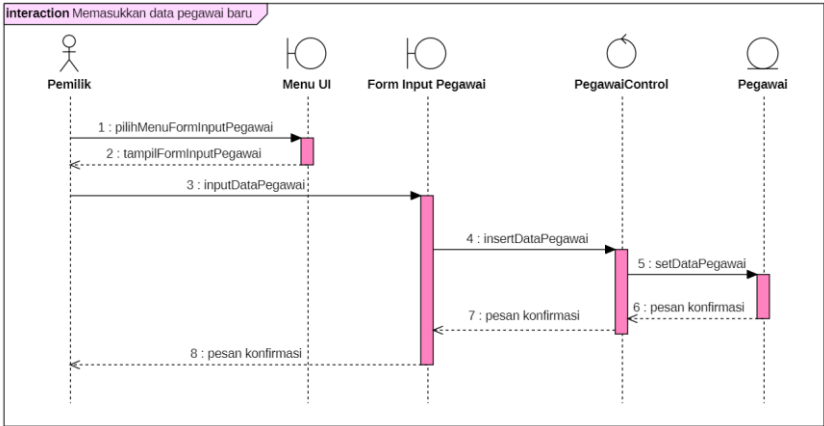 interaction Memasukkan data pegawai baru
Pemilik
Menu UI
Form Input Pegawai
PegawaiControl
Pegawai
1 : pilihMenuFormInputPegawai
2 : tampilFormInputPegawai
3 : inputDataPegawai
4 : insertDataPegawai
5 : setDataPegawai
6 : pesan konfirmasi
7 : pesan konfirmasi
8 : pesan konfirmasi